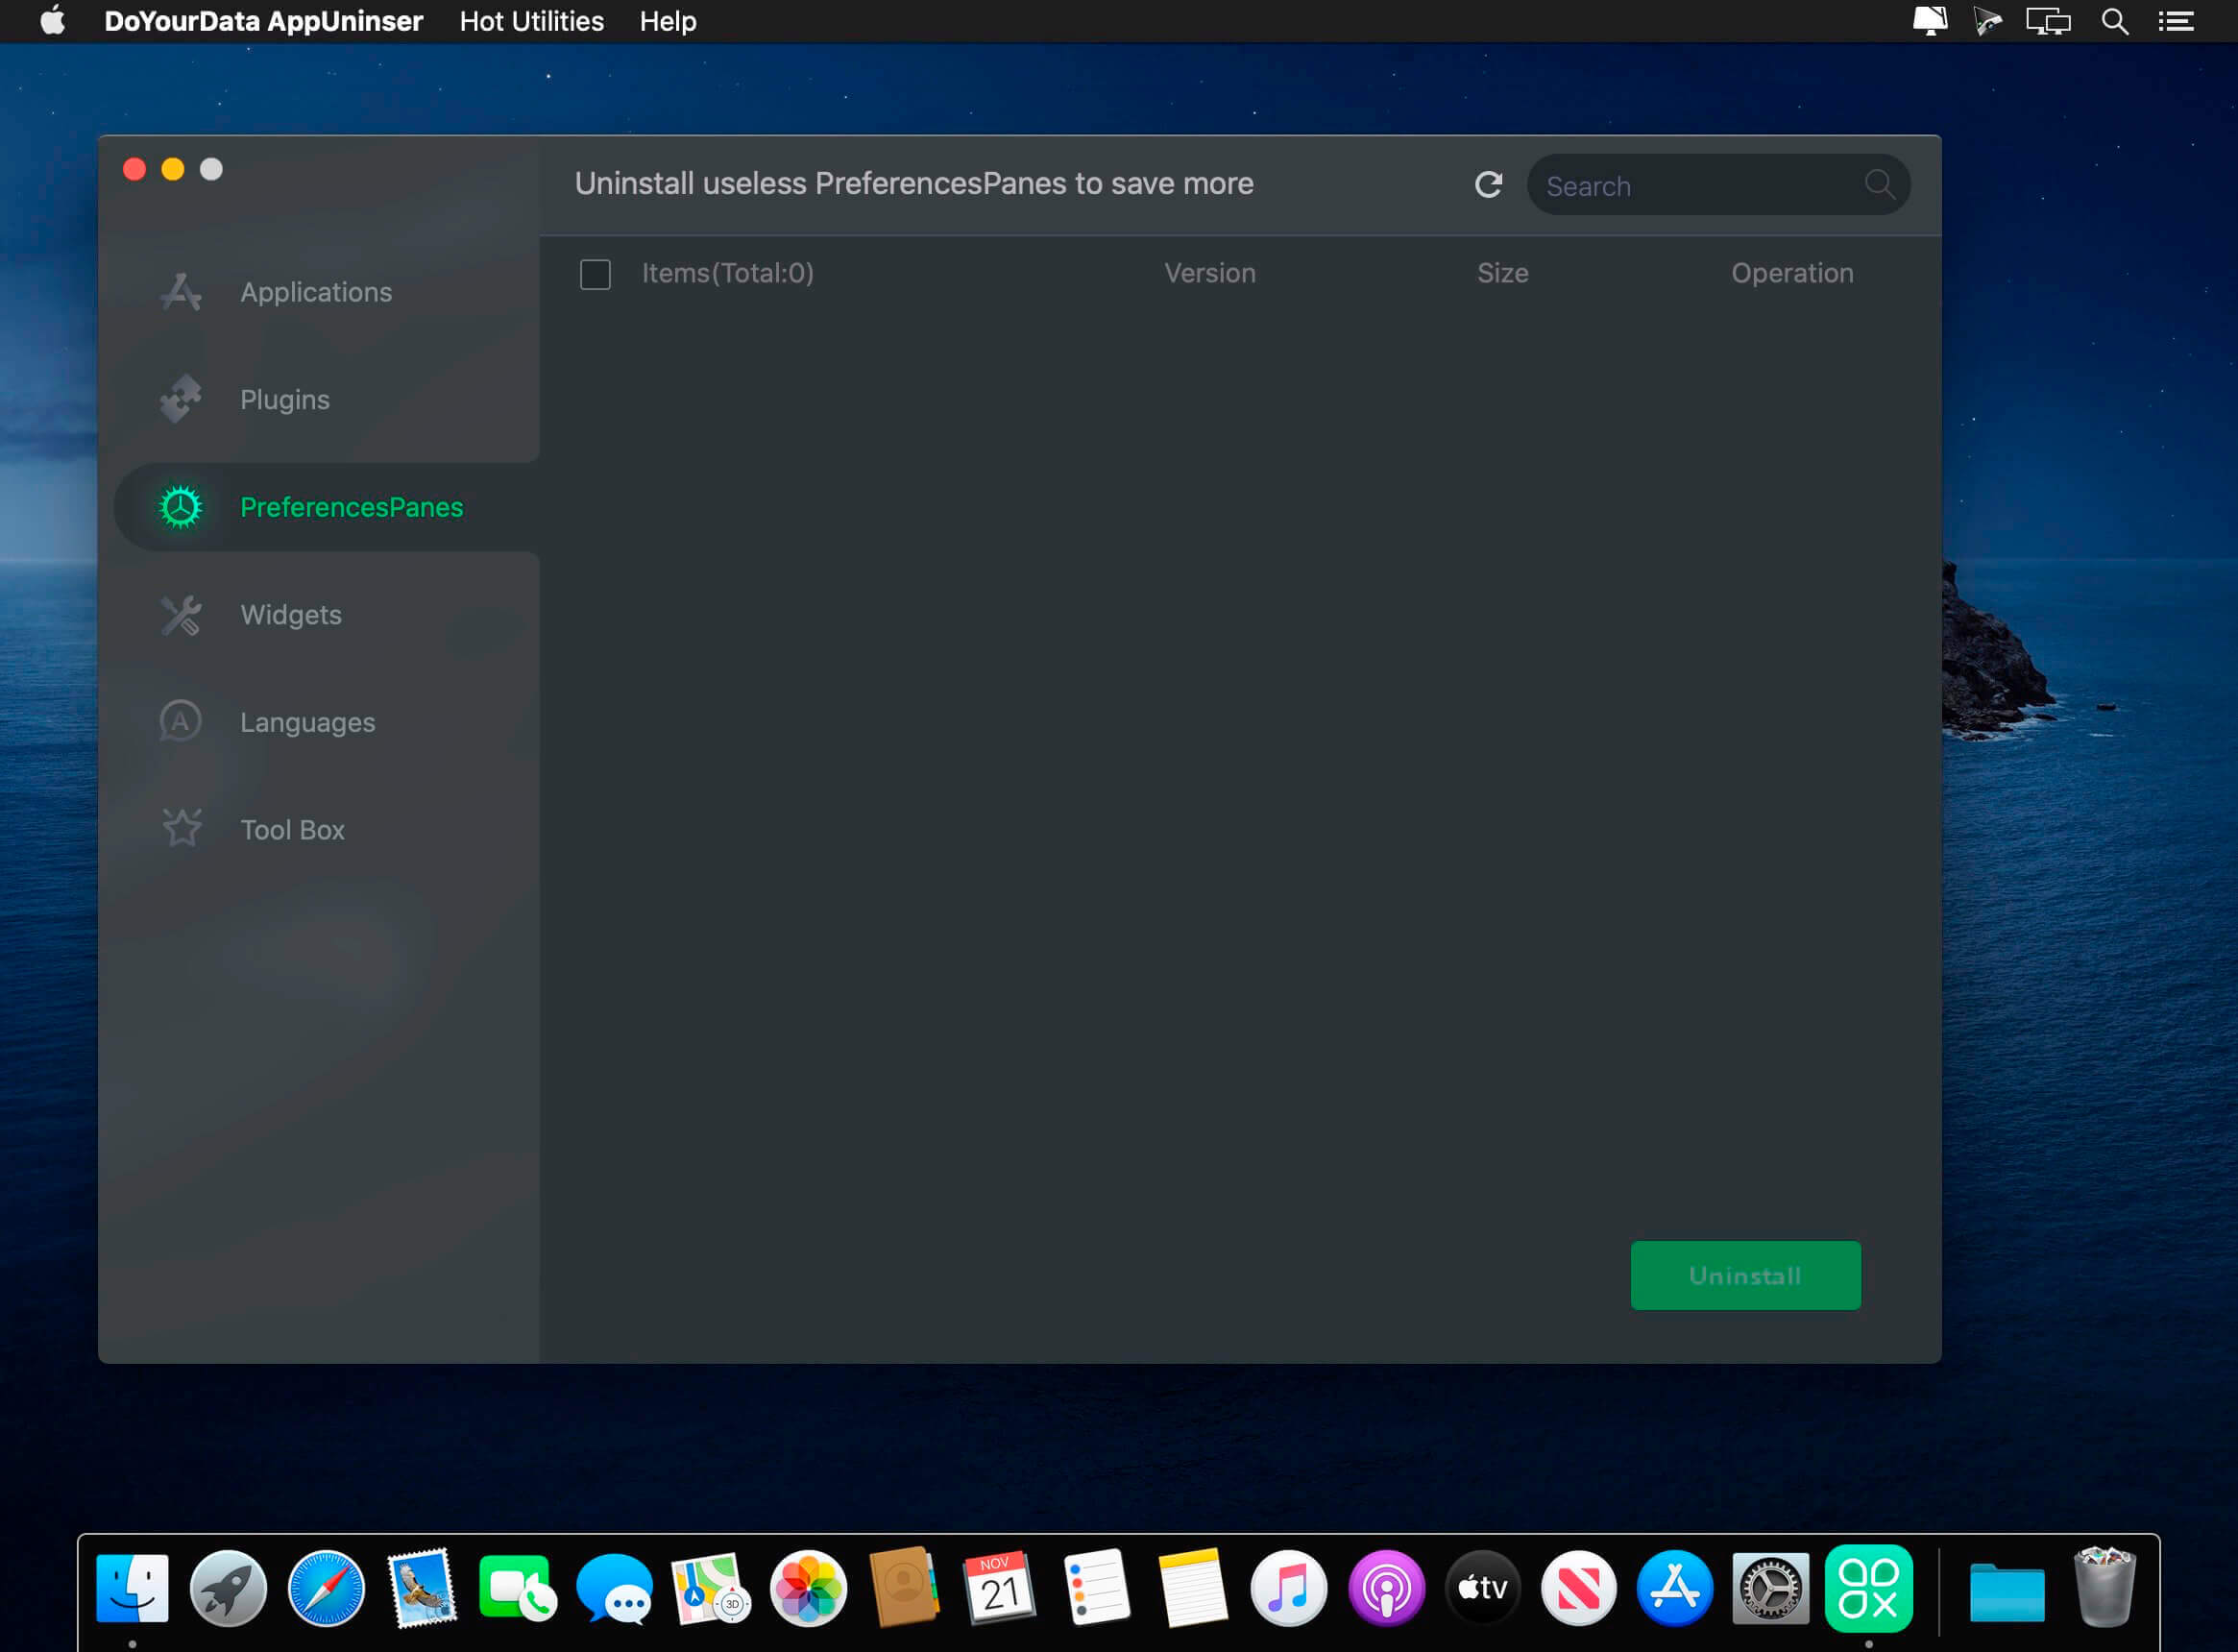 DoYourData AppUninser Hot Utilities Help
Uninstall useless PreferencesPanes to save more
Search
Items(Total:0) Version Size Operation
Applications
Plugins
PreferencesPanes
Widgets
Languages
A
Tool Box
Uninstall
NOV
21
3D
tv